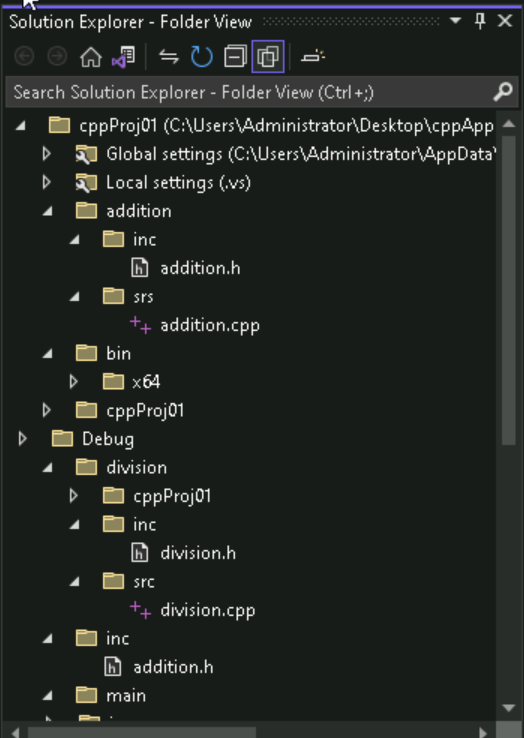 Solution Explorer - Folder View
Search Solution Explorer - Folder View (Ctrl+;)
cppProj01 (C:\Users\Administrator\Desktop\cppApp
Global settings (C:\Users\Administrator\AppData\
Local settings (.vs)
addition
inc
addition.h
srs
addition.cpp
bin
x64
cppProj01
Debug
division
cppProj01
inc
division.h
src
division.cpp
inc
addition.h
main